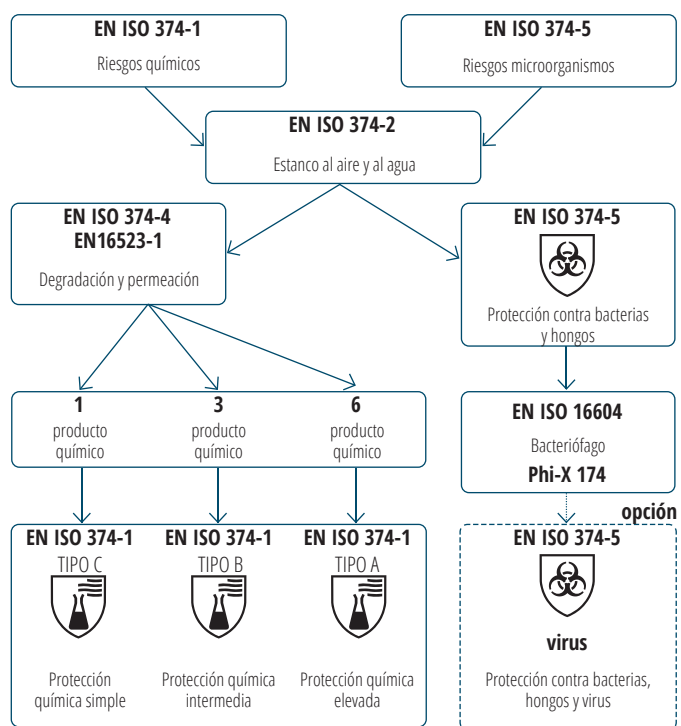 EN ISO 374-1
Riesgos químicos
EN ISO 374-5
Riesgos microorganismos
EN ISO 374-2
Estanco al aire y al agua
EN ISO 374-4
EN16523-1
Degradación y permeación
EN ISO 374-5
Protección contra bacterias
y hongos
1
producto
químico
3
producto
químico
6
producto
químico
EN ISO 16604
Bacteriófago
Phi-X 174
opción
EN ISO 374-1
TIPO C
Protección
química simple
EN ISO 374-1
TIPO B
Protección química
intermedia
EN ISO 374-1
TIPO A
Protección química
elevada
EN ISO 374-5
virus
Protección contra bacterias,
hongos y virus